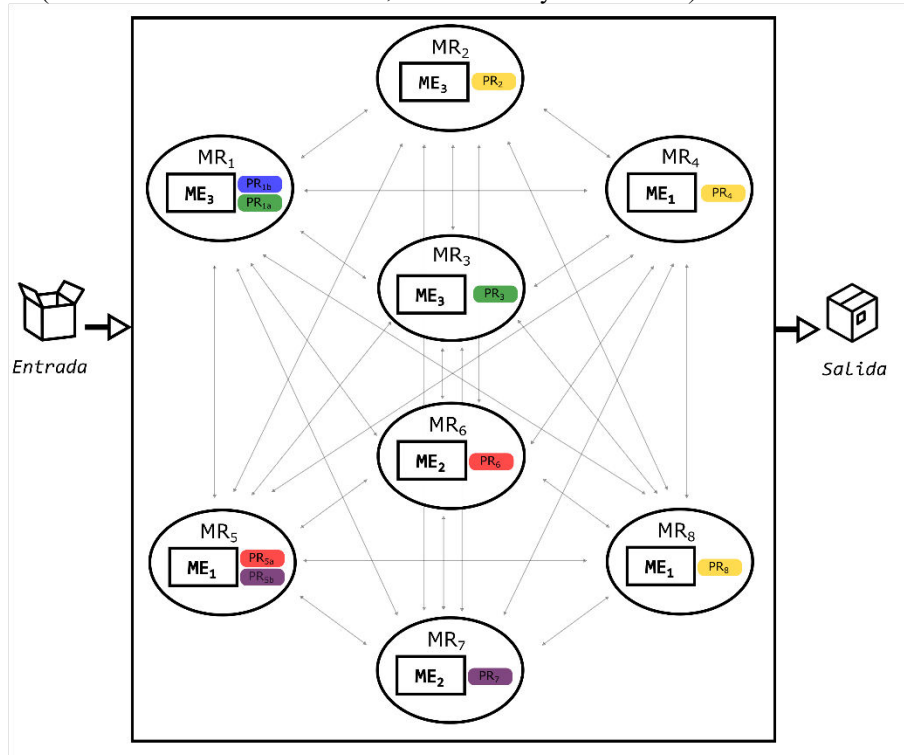 MR₂
ME₃ PR₂
MR₁
ME₃ PR₁b
PR₁a
MR₄
ME₁ PR₄
MR₃
ME₃ PR₃
Entrada
Salida
MR₆
ME₂ PR₆
MR₅
ME₁ PR₅a
PR₅b
MR₈
ME₁ PR₈
MR₇
ME₂ PR₇